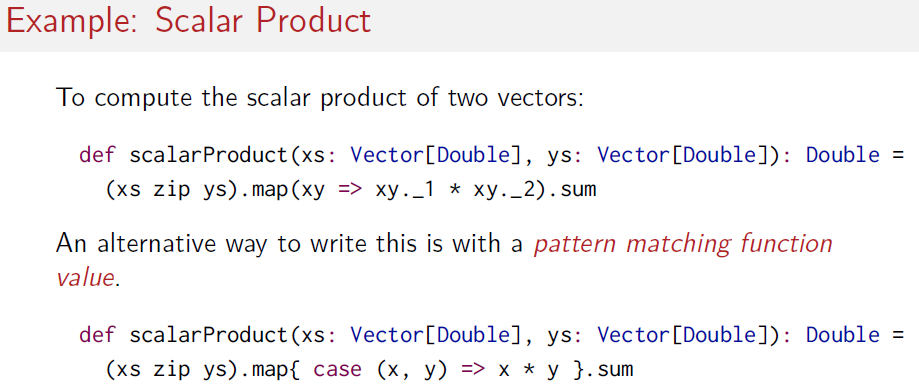 Example: Scalar Product
To compute the scalar product of two vectors:
def scalarProduct(xs: Vector[Double], ys: Vector[Double]): Double =
(xs zip ys).map(xy => xy._1 * xy._2).sum
An alternative way to write this is with a pattern matching function
value.
def scalarProduct(xs: Vector[Double], ys: Vector[Double]): Double =
(xs zip ys).map{ case (x, y) => x * y }.sum